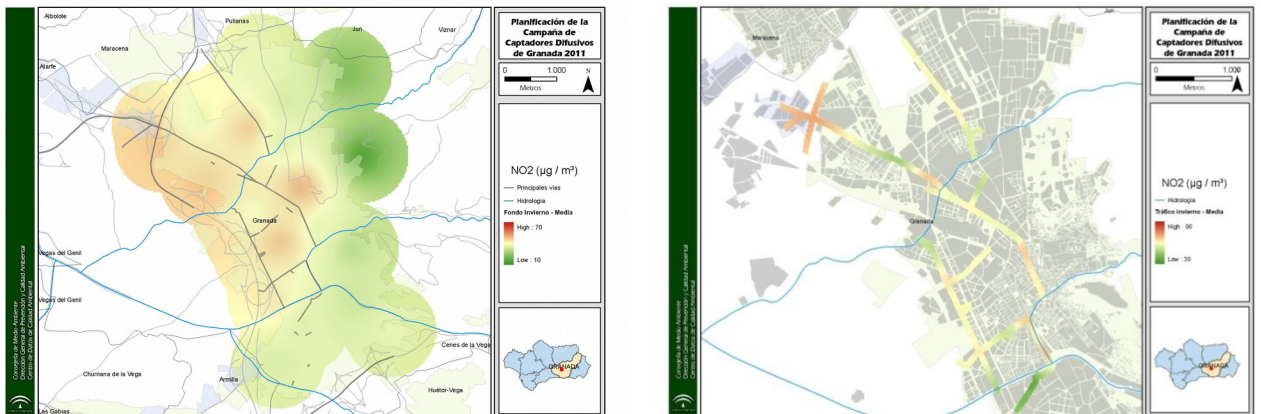 Albolote
Pulianas
Jun
Viznar
Maracena
Atarfe
Granada
Vegas del Genil
Vegas del Genil
Cenes de la Vega
Churriana de la Vega
Armilla
Huétor-Vega
Las Gabias
Consejería de Medio Ambiente
Dirección General de Prevención y Calidad Ambiental
Centro de Datos de Calidad Ambiental
Planificación de la
Campaña de
Captadores Difusivos
de Granada 2011
0 1.000 N
Metros
NO2 (µg / m³)
Principales vías
Hidrología
Fondo Invierno - Media
High : 70
Low : 10
GRANADA
Jun
Maracena
Granada
Consejería de Medio Ambiente
Dirección General de Prevención y Calidad Ambiental
Centro de Datos de Calidad Ambiental
Planificación de la
Campaña de
Captadores Difusivos
de Granada 2011
0 1.000
Metros
NO2 (µg / m³)
Hidrología
Tráfico Invierno - Media
High : 90
Low : 30
GRANADA